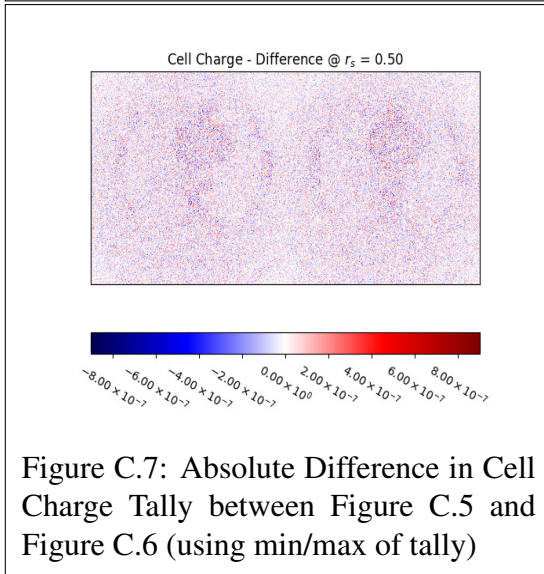 Cell Charge - Difference @ rₛ = 0.50
−8.00 × 10⁻⁷
−6.00 × 10⁻⁷
−4.00 × 10⁻⁷
−2.00 × 10⁻⁷
0.00 × 10⁰
2.00 × 10⁻⁷
4.00 × 10⁻⁷
6.00 × 10⁻⁷
8.00 × 10⁻⁷
Figure C.7: Absolute Difference in Cell
Charge Tally between Figure C.5 and
Figure C.6 (using min/max of tally)